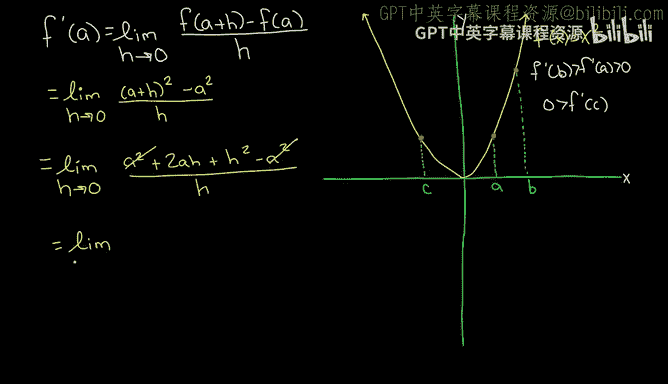 GPT中英字幕课程资源@bilibili.com
GPT中英字幕课程资源 bilibili
f'(a) = lim h→0 f(a+h) - f(a) / h
= lim h→0 (a+h)² - a² / h
= lim h→0 a² + 2ah + h² - a² / h
= lim
y
f'(b) > f'(a) > 0
0 > f'(c)
c
a
b
x